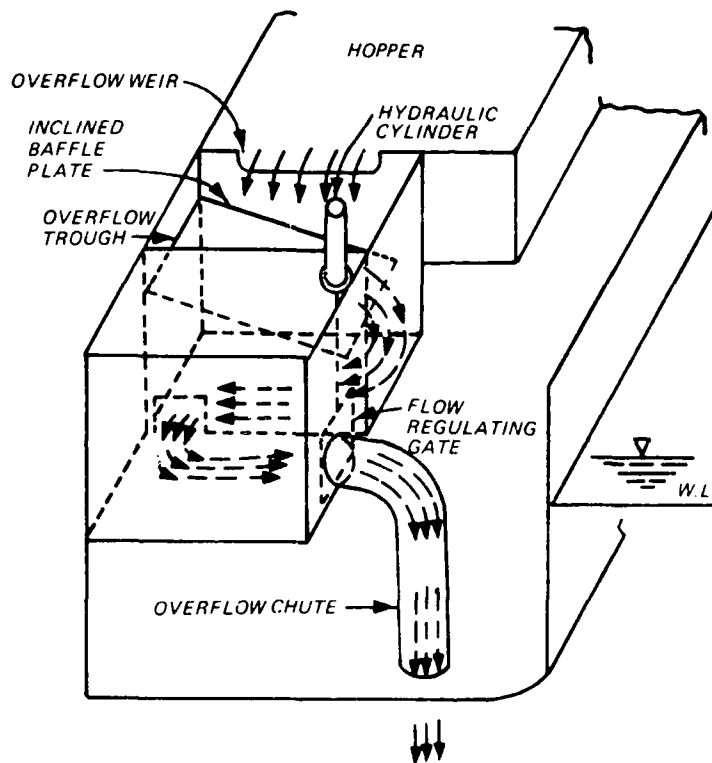 HOPPER
OVERFLOW WEIR
HYDRAULIC
CYLINDER
INCLINED
BAFFLE
PLATE
OVERFLOW
TROUGH
FLOW
REGULATING
GATE
W.L
OVERFLOW CHUTE